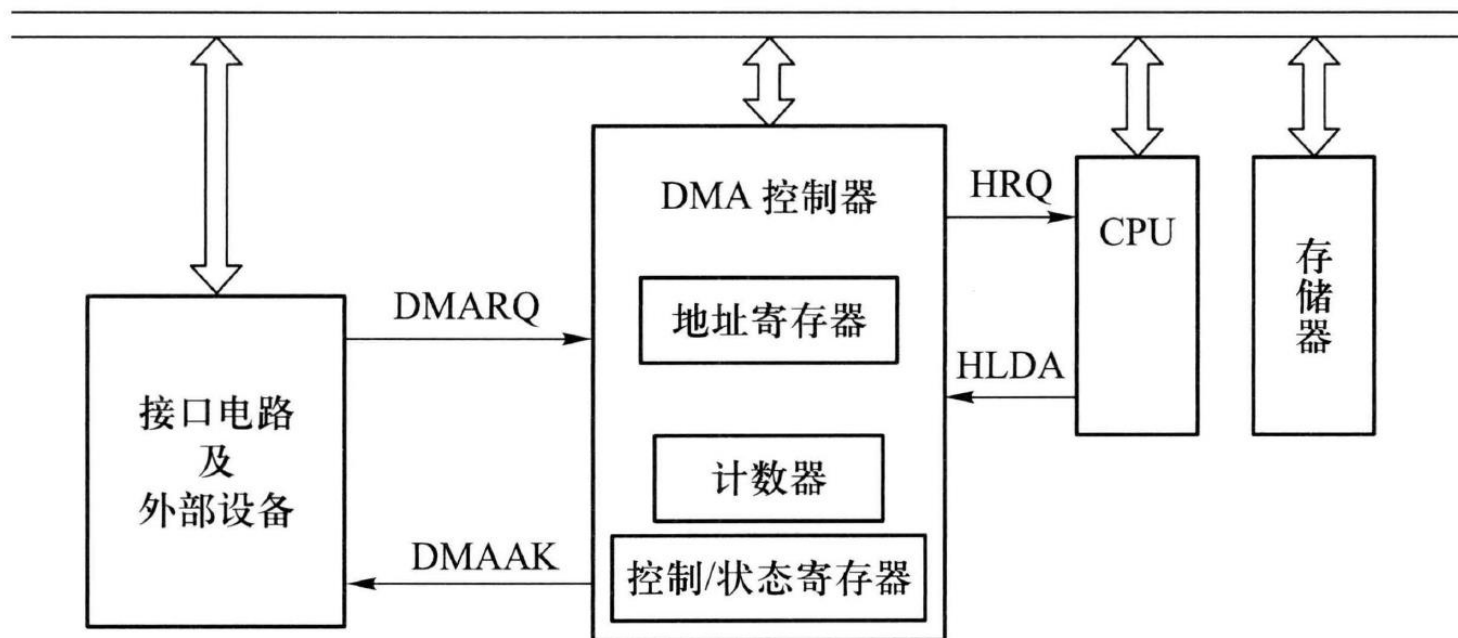 DMA 控制器
HRQ
CPU
存储器
地址寄存器
DMARQ
HLDA
接口电路
及
外部设备
计数器
DMAAK
控制/状态寄存器